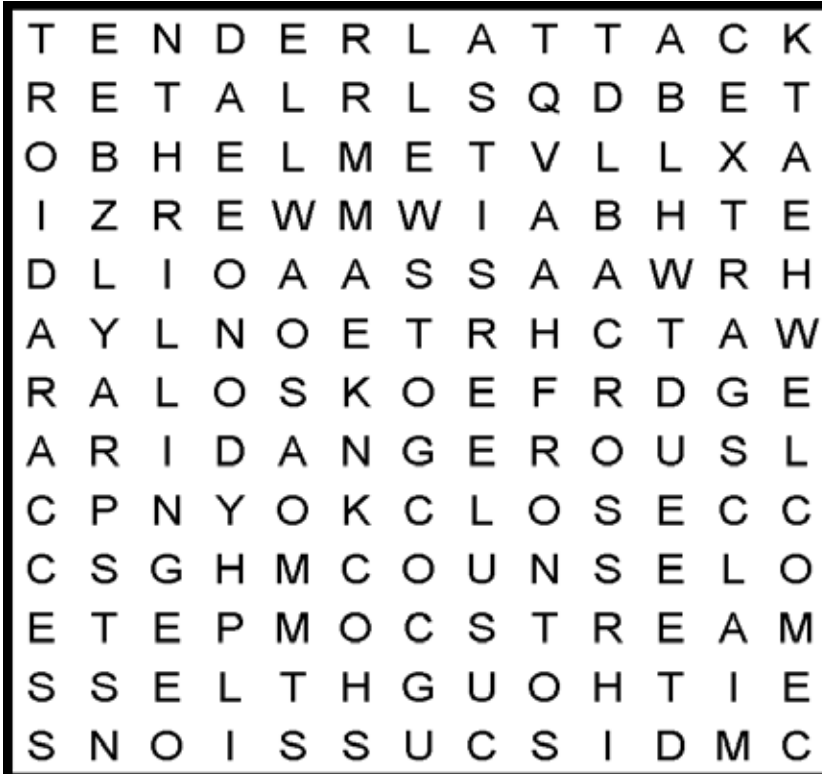 T E N D E R L A T T A C K
R E T A L R L S Q D B E T
O B H E L M E T V L L X A
I Z R E W M W I A B H T E
D L I O A A S S A A W R H
A Y L N O E T R H C T A W
R A L O S K O E F R D G E
A R I D A N G E R O U S L
C P N Y O K C L O S E C C
C S G H M C O U N S E L O
E T E P M O C S T R E A M
S S E L T H G U O H T I E
S N O I S S U C S I D M C